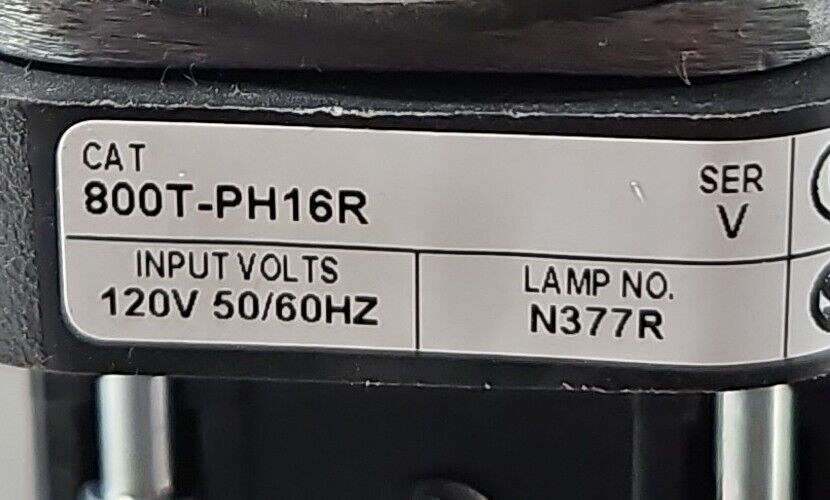 CAT
800T-PH16R
SER
V
INPUT VOLTS
120V 50/60HZ
LAMP NO.
N377R